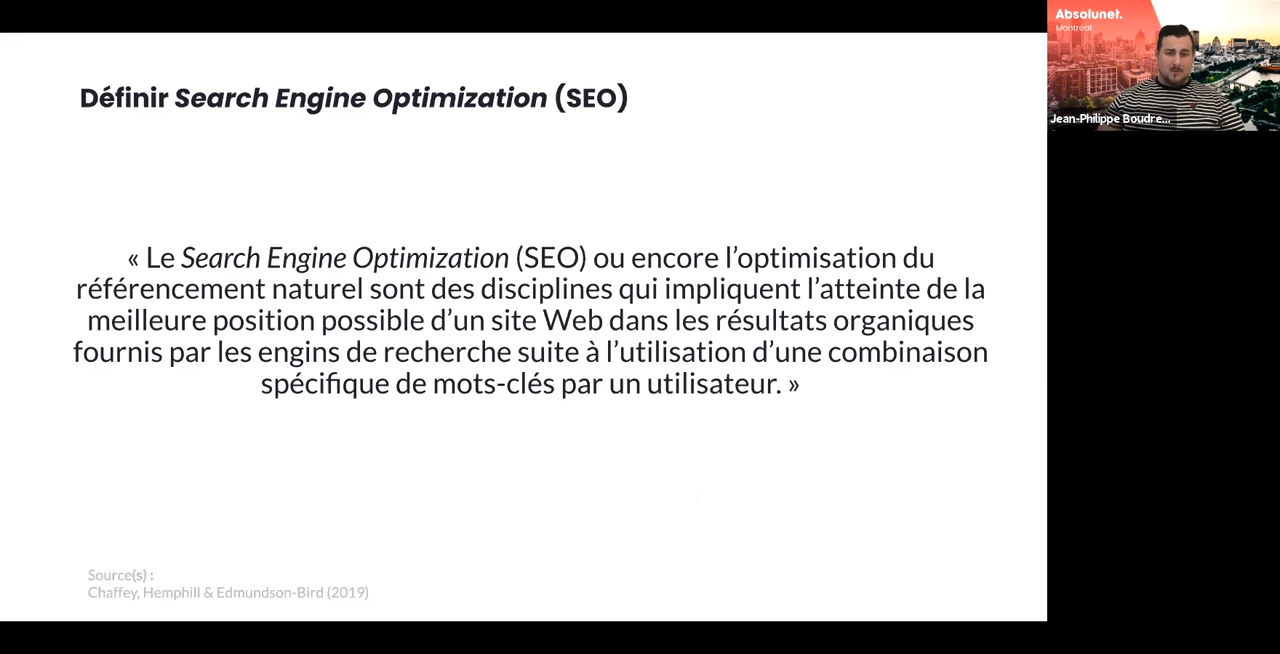 Définir Search Engine Optimization (SEO)
« Le Search Engine Optimization (SEO) ou encore l’optimisation du
référencement naturel sont des disciplines qui impliquent l’atteinte de la
meilleure position possible d’un site Web dans les résultats organiques
fournis par les engins de recherche suite à l’utilisation d’une combinaison
spécifique de mots-clés par un utilisateur. »
Source(s) :
Chaffey, Hemphill & Edmundson-Bird (2019)
Absolunet.
Montréal
Jean-Philippe Boudre...